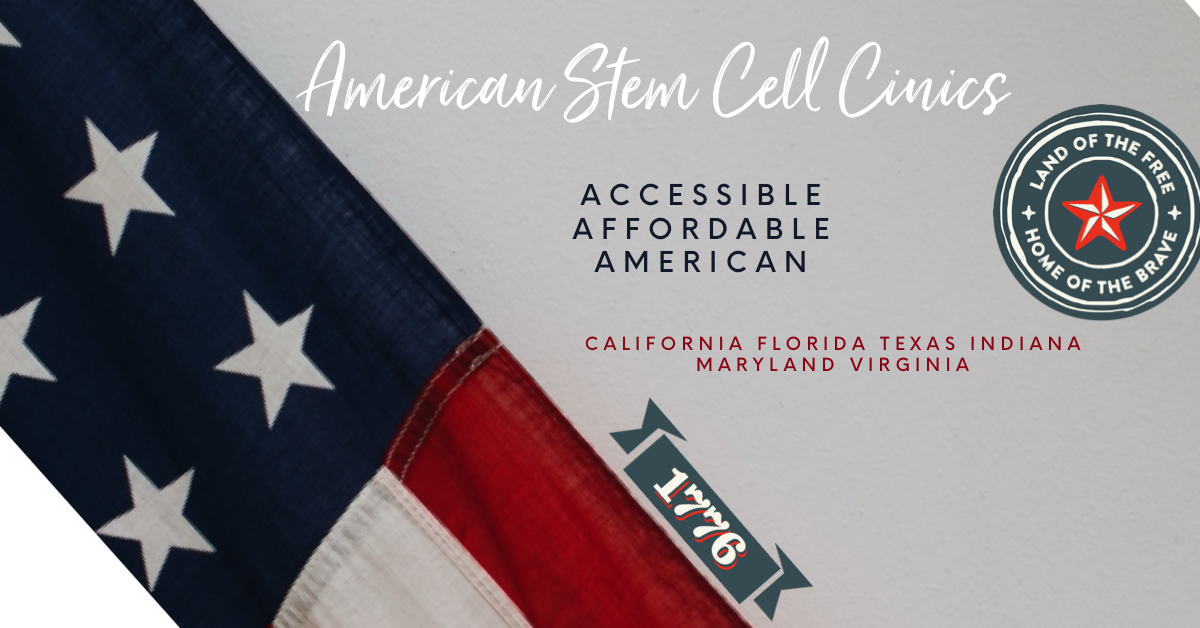 American Stem Cell Cinics
ACCESSIBLE
AFFORDABLE
AMERICAN
LAND OF THE FREE
HOME OF THE BRAVE
CALIFORNIA FLORIDA TEXAS INDIANA
MARYLAND VIRGINIA
1776